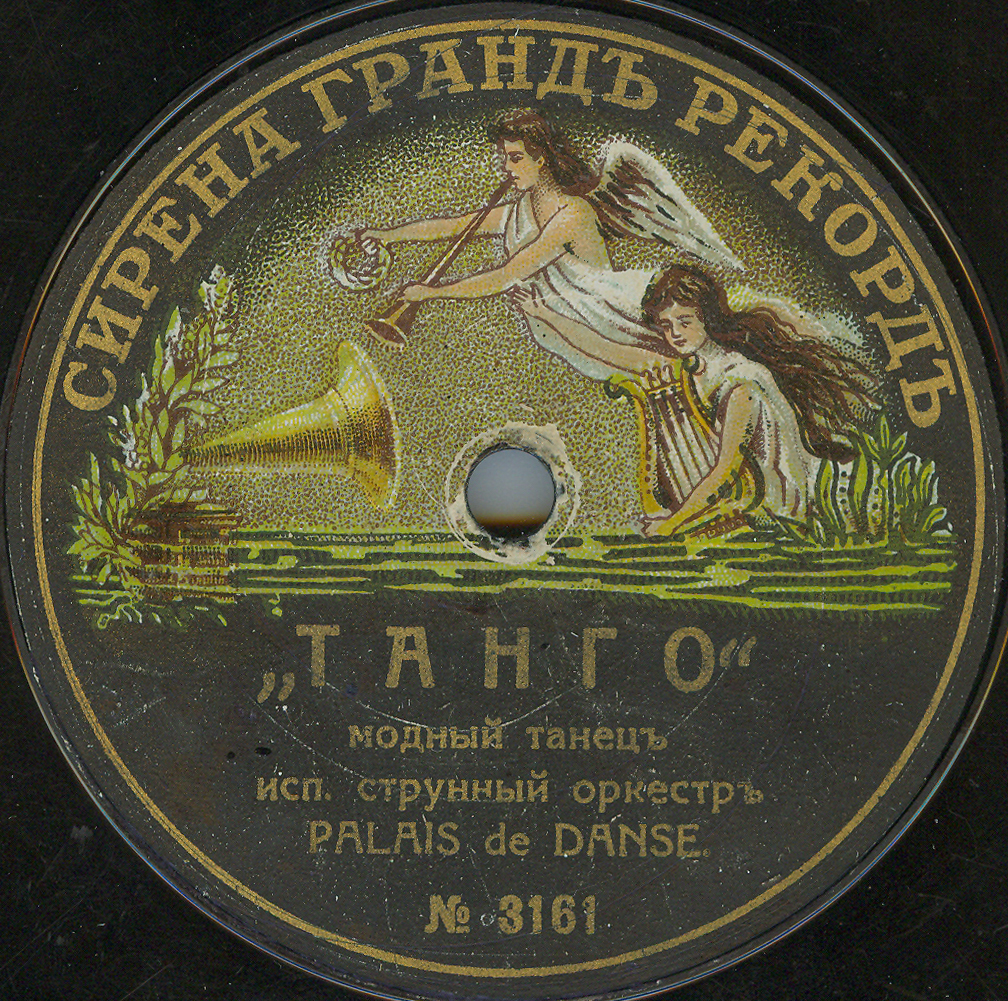 СИРЕНА ГРАНДЪ РЕКОРДЪ
„ТАНГО“
модный танецъ
исп. струнный оркестръ
PALAIS de DANSE.
№ 3161